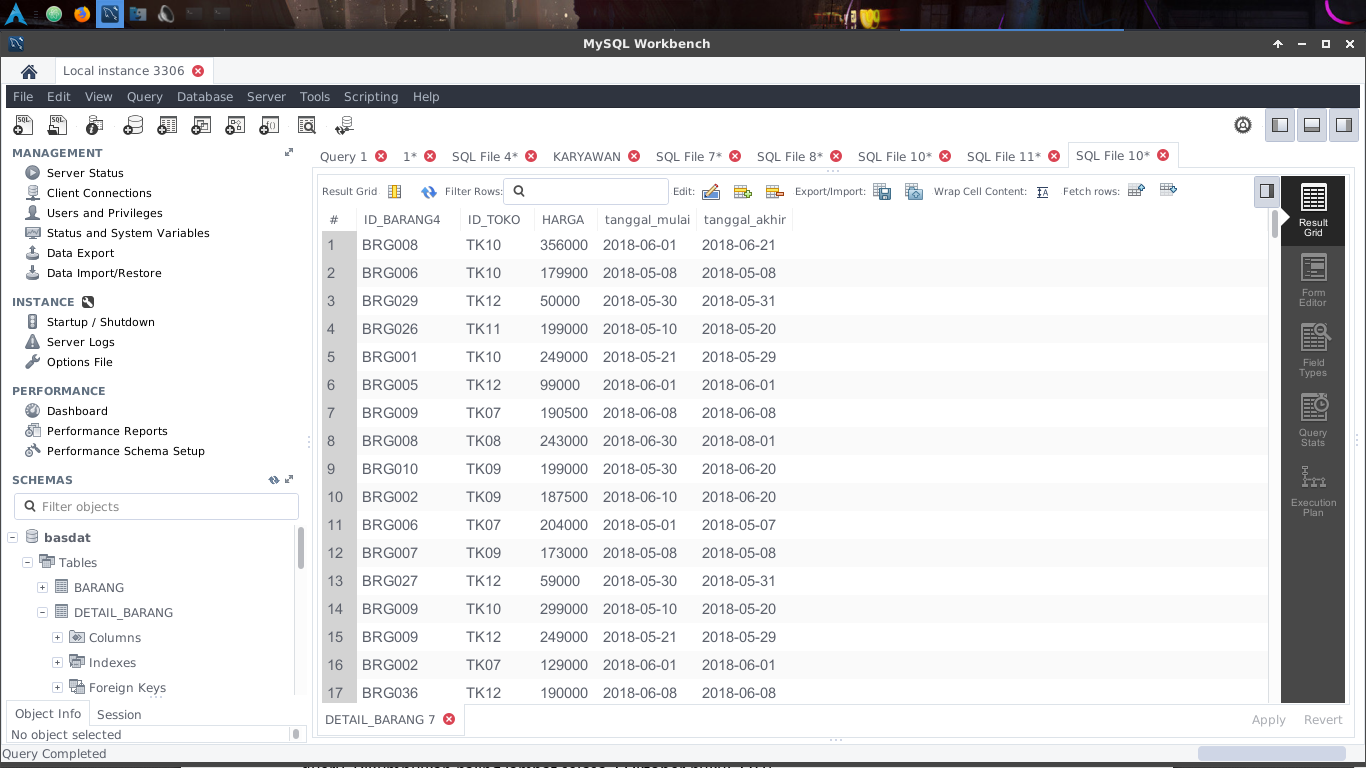 MySQL Workbench
Local instance 3306
File Edit View Query Database Server Tools Scripting Help
MANAGEMENT
Server Status
Client Connections
Users and Privileges
Status and System Variables
Data Export
Data Import/Restore
INSTANCE
Startup / Shutdown
Server Logs
Options File
PERFORMANCE
Dashboard
Performance Reports
Performance Schema Setup
SCHEMAS
Filter objects
basdat
Tables
BARANG
DETAIL_BARANG
Columns
Indexes
Foreign Keys
Object Info Session
No object selected
Query 1 1* SQL File 4* KARYAWAN SQL File 7* SQL File 8* SQL File 10* SQL File 11* SQL File 10*
Result Grid Filter Rows: Edit: Export/Import: Wrap Cell Content: Fetch rows:
# ID_BARANG4 ID_TOKO HARGA tanggal_mulai tanggal_akhir
1 BRG008 TK10 356000 2018-06-01 2018-06-21
2 BRG006 TK10 179900 2018-05-08 2018-05-08
3 BRG029 TK12 50000 2018-05-30 2018-05-31
4 BRG026 TK11 199000 2018-05-10 2018-05-20
5 BRG001 TK10 249000 2018-05-21 2018-05-29
6 BRG005 TK12 99000 2018-06-01 2018-06-01
7 BRG009 TK07 190500 2018-06-08 2018-06-08
8 BRG008 TK08 243000 2018-06-30 2018-08-01
9 BRG010 TK09 199000 2018-05-30 2018-06-20
10 BRG002 TK09 187500 2018-06-10 2018-06-20
11 BRG006 TK07 204000 2018-05-01 2018-05-07
12 BRG007 TK09 173000 2018-05-08 2018-05-08
13 BRG027 TK12 59000 2018-05-30 2018-05-31
14 BRG009 TK10 299000 2018-05-10 2018-05-20
15 BRG009 TK12 249000 2018-05-21 2018-05-29
16 BRG002 TK07 129000 2018-06-01 2018-06-01
17 BRG036 TK12 190000 2018-06-08 2018-06-08
Result
Grid
Form
Editor
Field
Types
Query
Stats
Execution
Plan
DETAIL_BARANG 7
Apply Revert
Query Completed